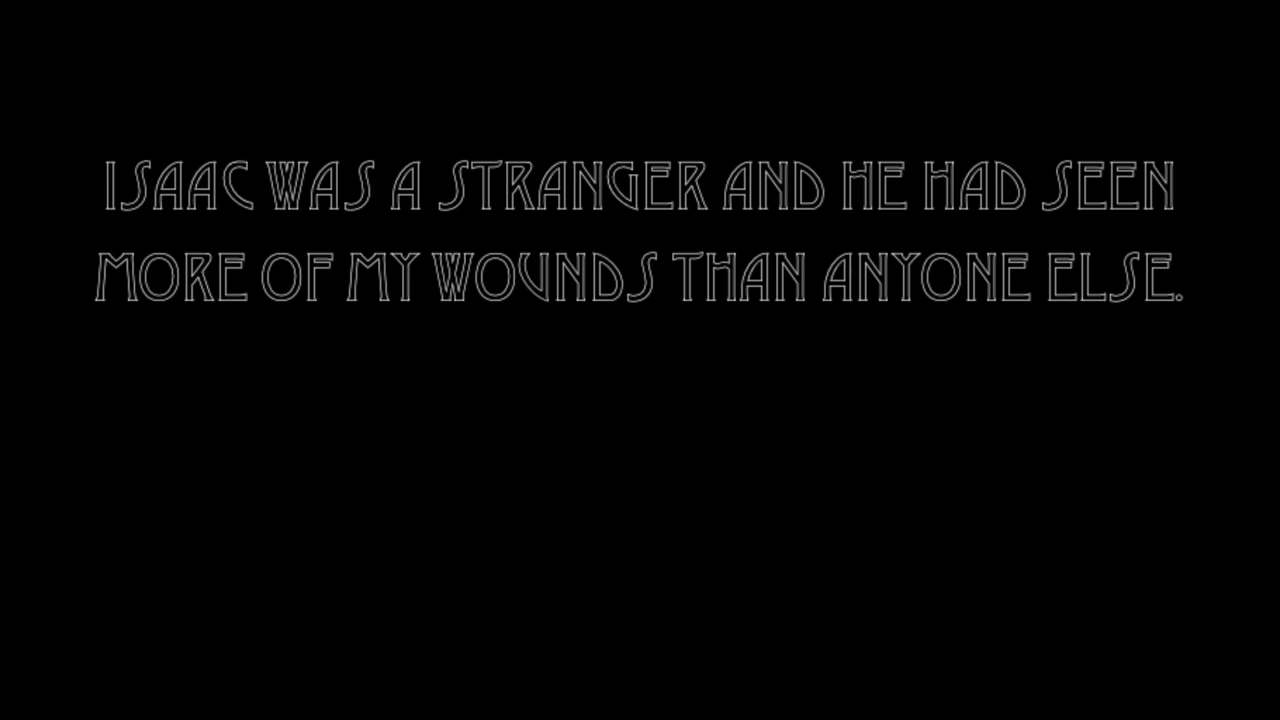 ISAAC WAS A STRANGER AND HE HAD SEEN
MORE OF MY WOUNDS THAN ANYONE ELSE.